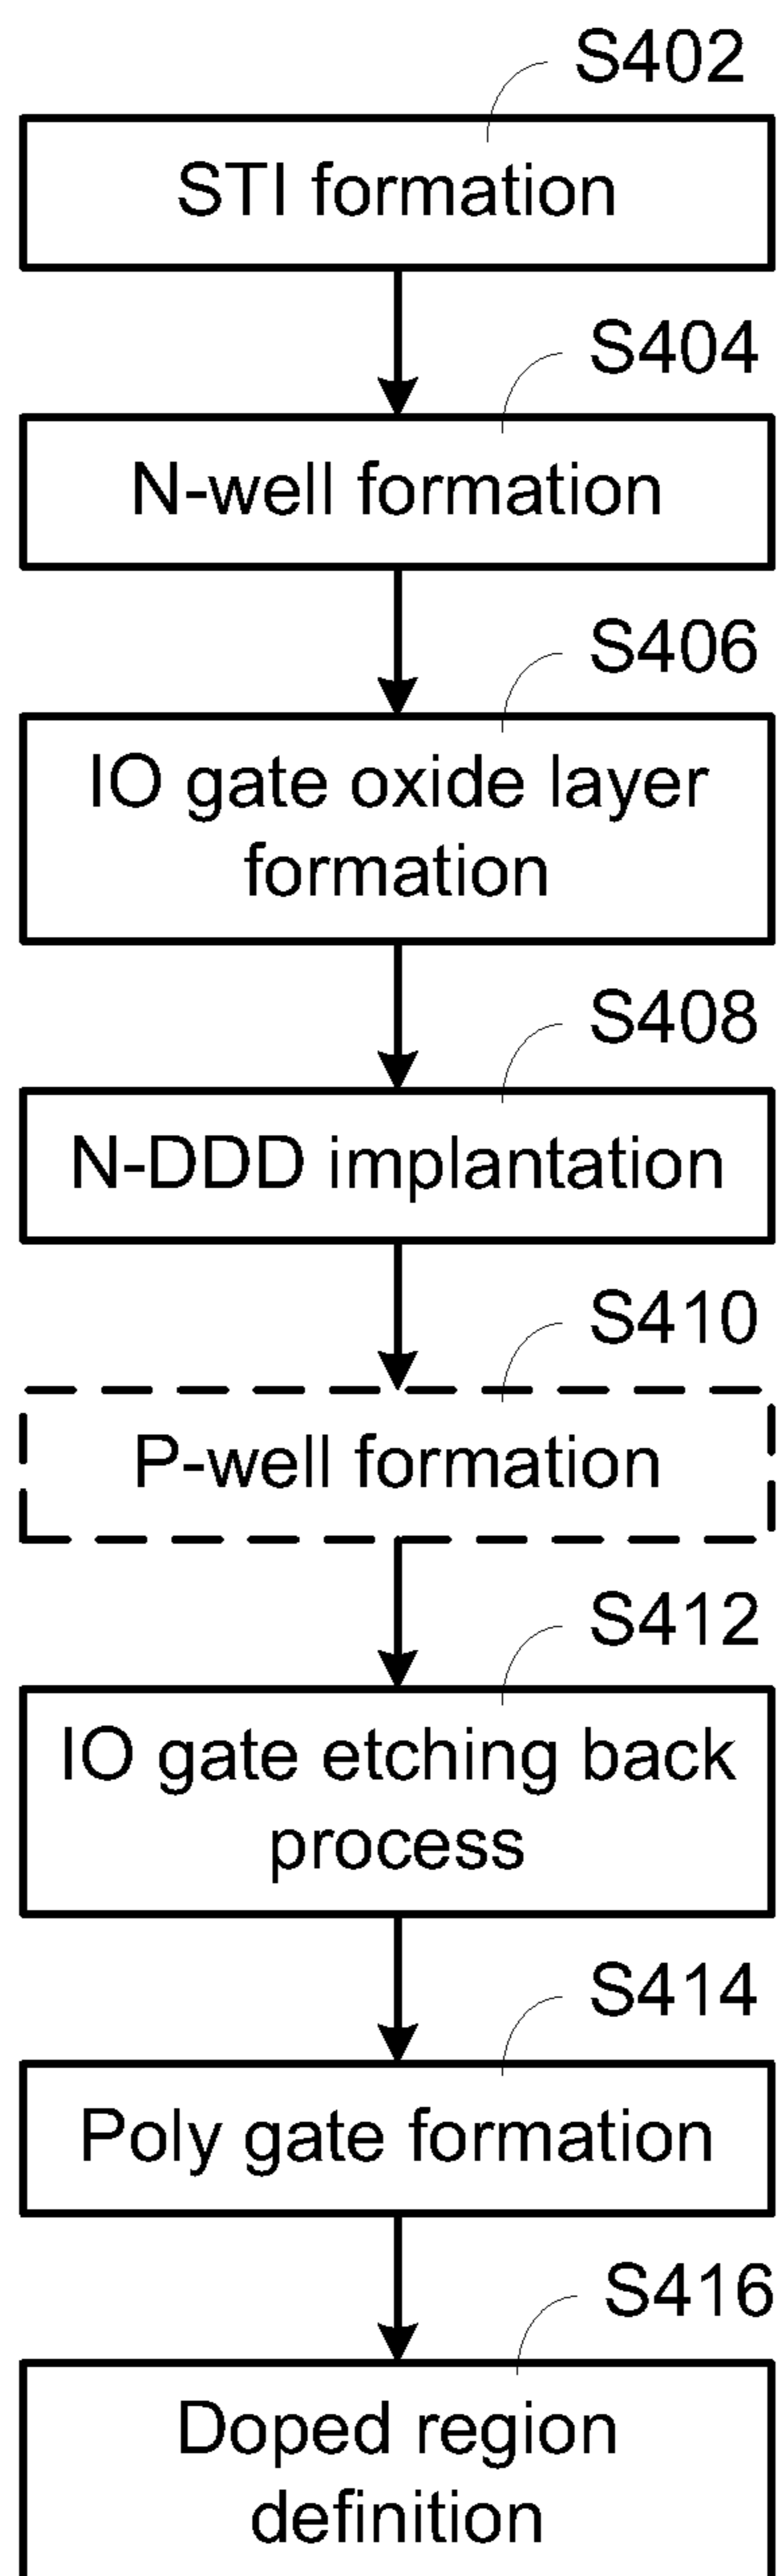 S402
STI formation
S404
N-well formation
S406
IO gate oxide layer
formation
S408
N-DDD implantation
S410
P-well formation
S412
IO gate etching back
process
S414
Poly gate formation
S416
Doped region
definition